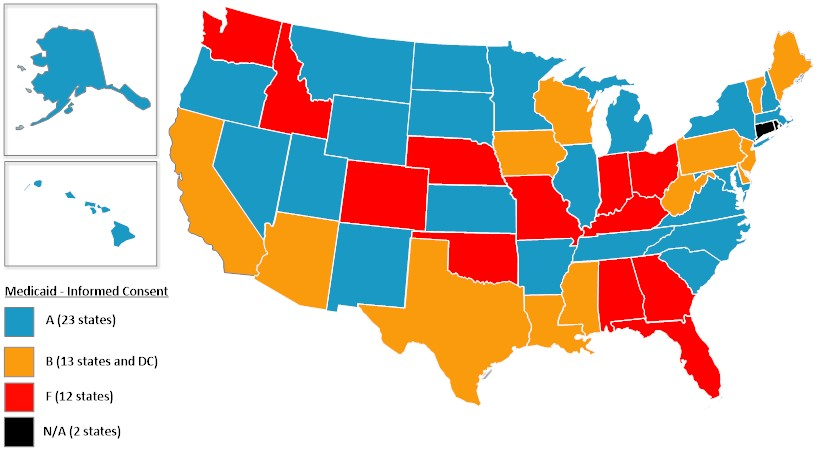 Medicaid - Informed Consent
A (23 states)
B (13 states and DC)
F (12 states)
N/A (2 states)